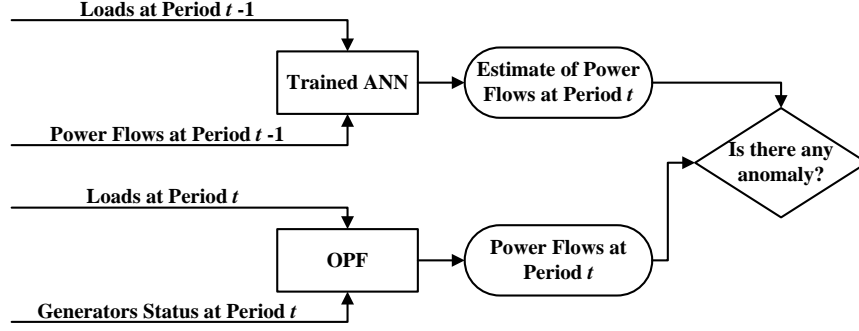 Loads at Period t -1
Trained ANN
Power Flows at Period t -1
Estimate of Power
Flows at Period t
Is there any
anomaly?
Loads at Period t
OPF
Generators Status at Period t
Power Flows at
Period t